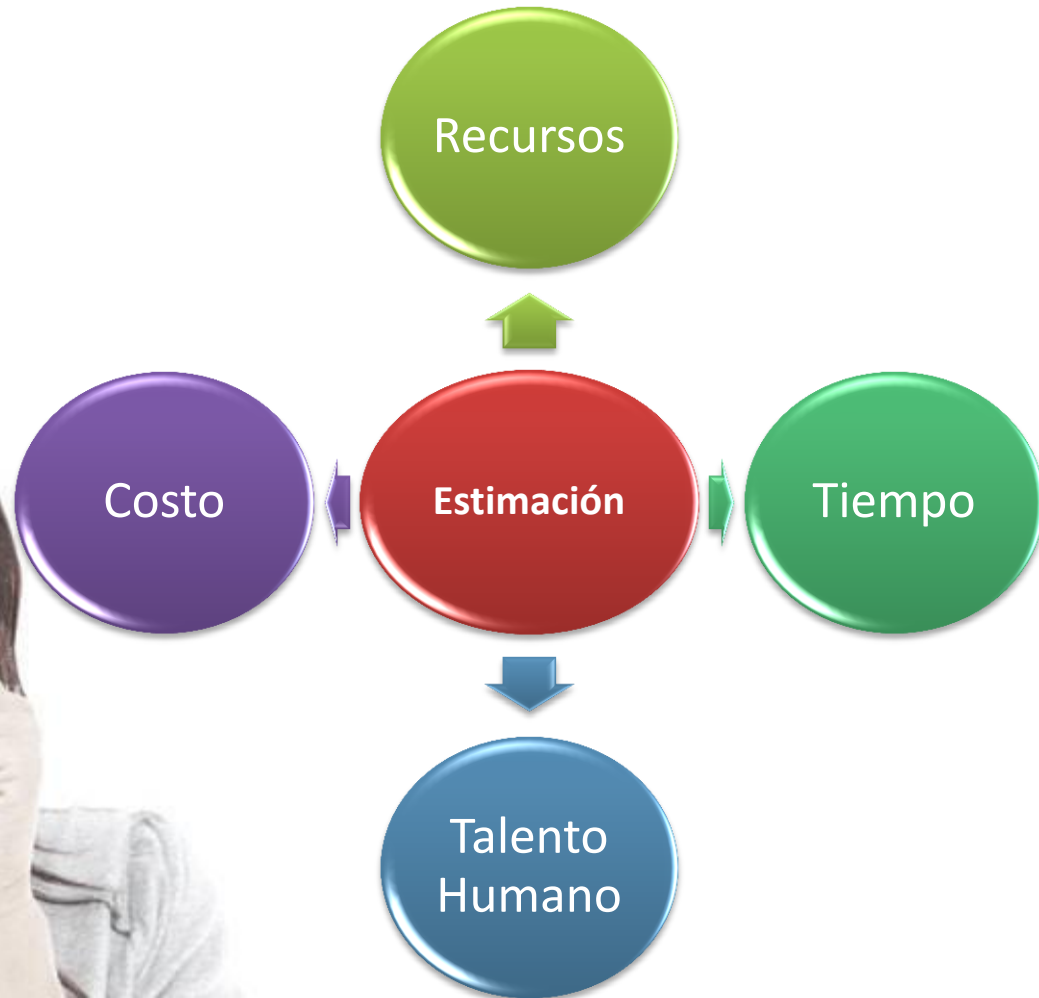 Recursos
Costo
Estimación
Tiempo
Talento
Humano